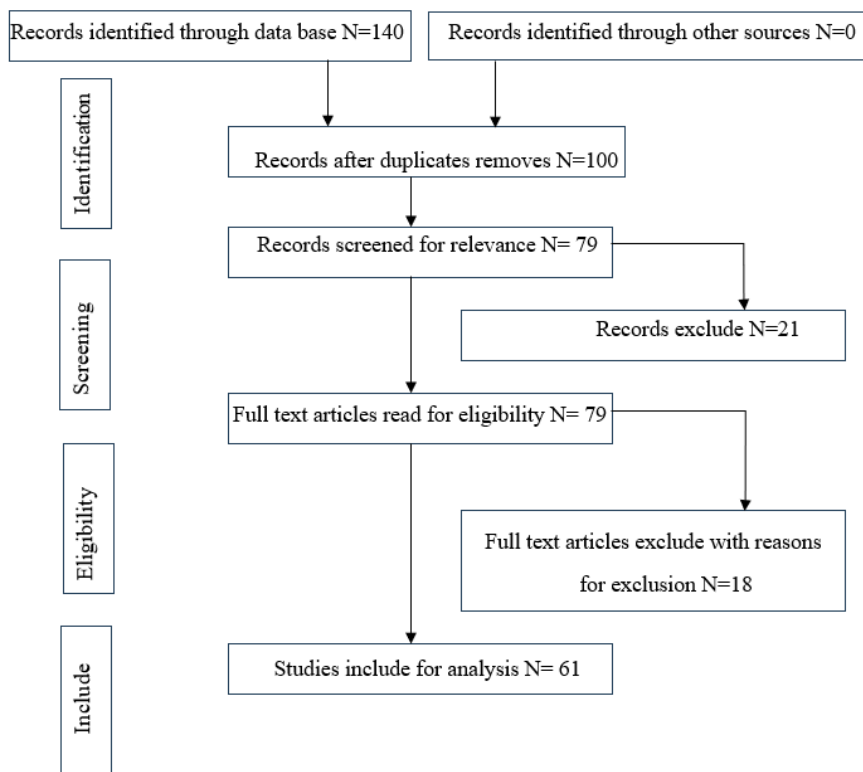 Records identified through data base N=140
Records identified through other sources N=0
Identification
Records after duplicates removes N=100
Records screened for relevance N= 79
Screening
Records exclude N=21
Full text articles read for eligibility N= 79
Eligibility
Full text articles exclude with reasons
for exclusion N=18
Include
Studies include for analysis N= 61